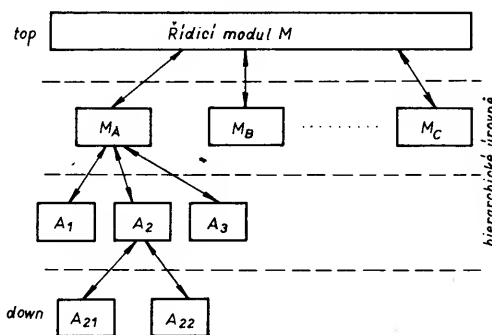 top
Řídicí modul M
M_A
M_B
M_C
A_1
A_2
A_3
down
A_21
A_22
hierarchické úrovně